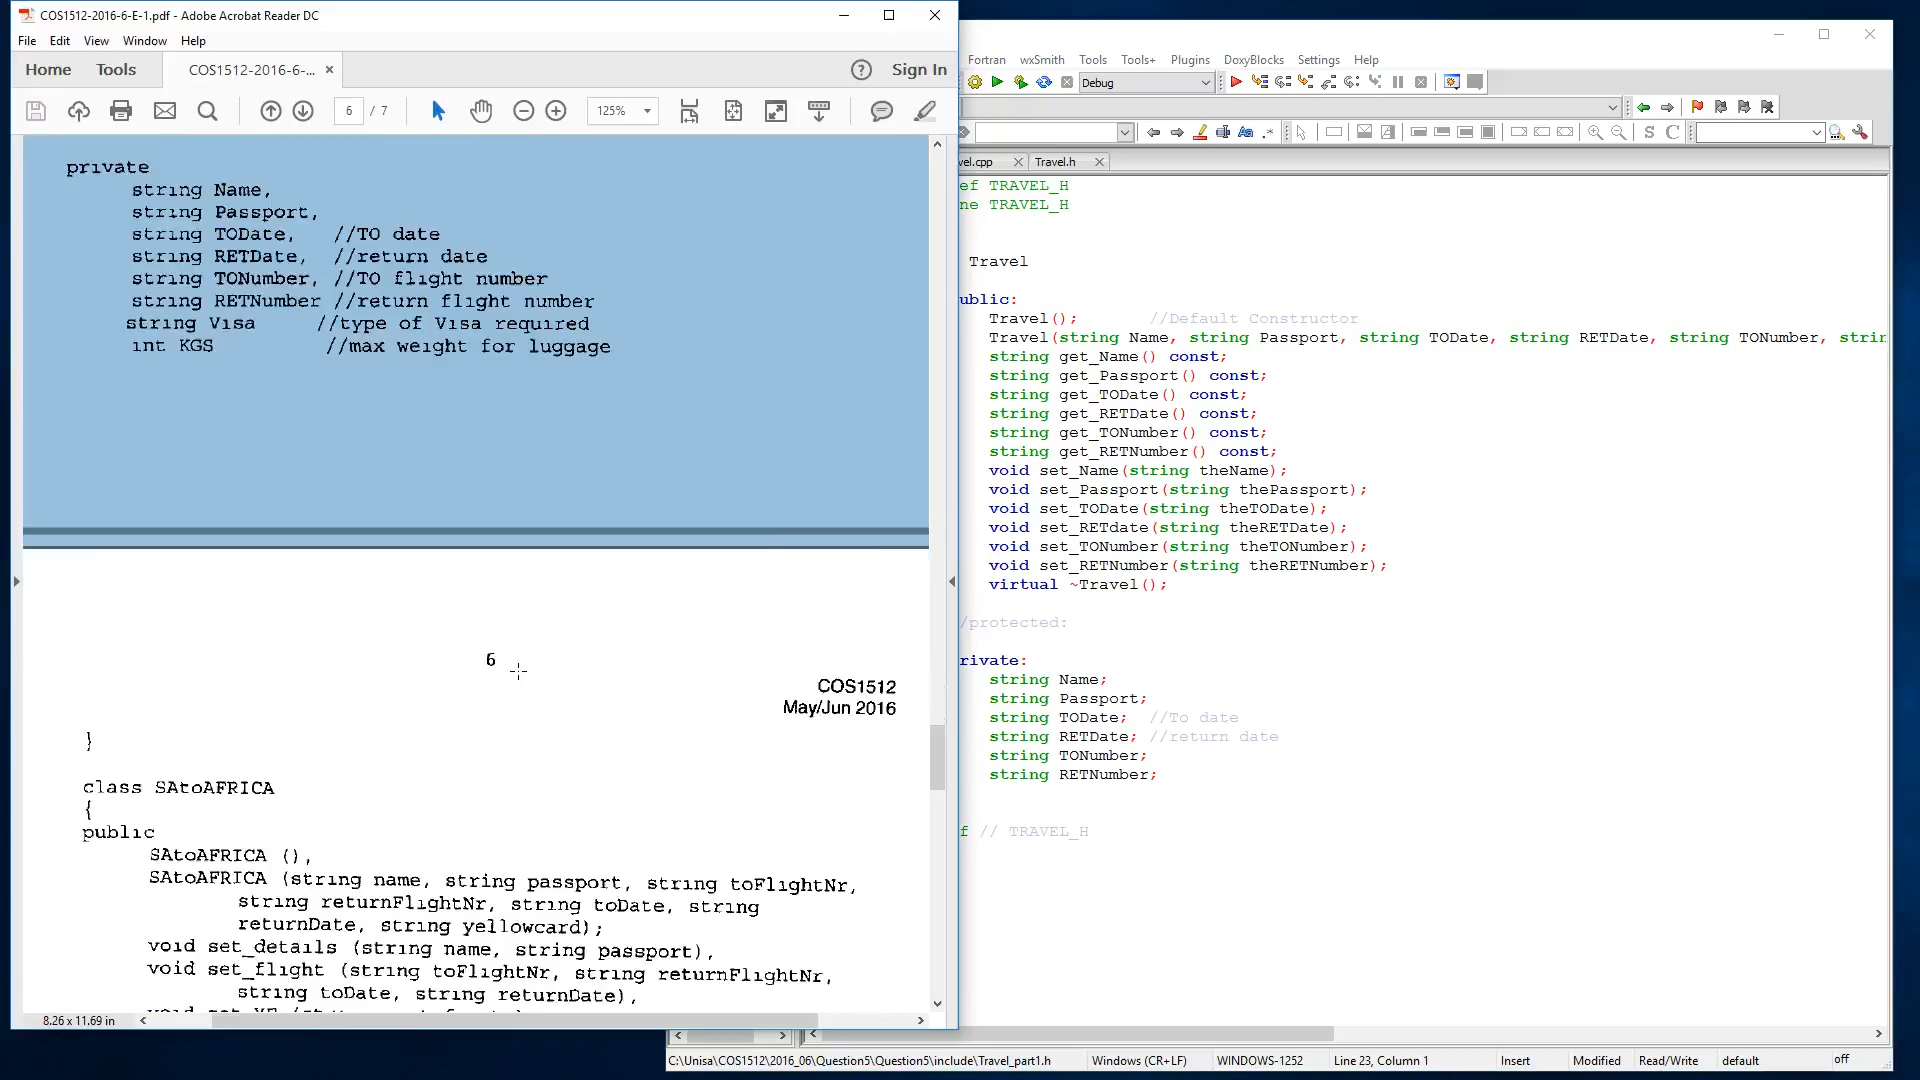 COS1512-2016-6-E-1.pdf - Adobe Acrobat Reader DC
File Edit View Window Help
Home Tools COS1512-2016-6-... × Sign In
6 / 7 125%
private
string Name,
string Passport,
string TODate, //TO date
string RETDate, //return date
string TONumber, //TO flight number
string RETNumber //return flight number
string Visa //type of Visa required
int KGS //max weight for luggage
6
COS1512
May/Jun 2016
}
class SAtoAFRICA
{
public
SAtoAFRICA (),
SAtoAFRICA (string name, string passport, string toFlightNr,
string returnFlightNr, string toDate, string
returnDate, string yellowcard);
void set_details (string name, string passport),
void set_flight (string toFlightNr, string returnFlightNr,
string toDate, string returnDate),
8.26 x 11.69 in
Fortran wxSmith Tools Tools+ Plugins DoxyBlocks Settings Help
Debug
vel.cpp Travel.h
ef TRAVEL_H
ne TRAVEL_H
Travel
ublic:
Travel(); //Default Constructor
Travel(string Name, string Passport, string TODate, string RETDate, string TONumber, strin
string get_Name() const;
string get_Passport() const;
string get_TODate() const;
string get_RETDate() const;
string get_TONumber() const;
string get_RETNumber() const;
void set_Name(string theName);
void set_Passport(string thePassport);
void set_TODate(string theTODate);
void set_RETdate(string theRETDate);
void set_TONumber(string theTONumber);
void set_RETNumber(string theRETNumber);
virtual ~Travel();
/protected:
rivate:
string Name;
string Passport;
string TODate; //To date
string RETDate; //return date
string TONumber;
string RETNumber;
f // TRAVEL_H
C:\Unisa\COS1512\2016_06\Question5\Question5\include\Travel_part1.h Windows (CR+LF) WINDOWS-1252 Line 23, Column 1 Insert Modified Read/Write default off